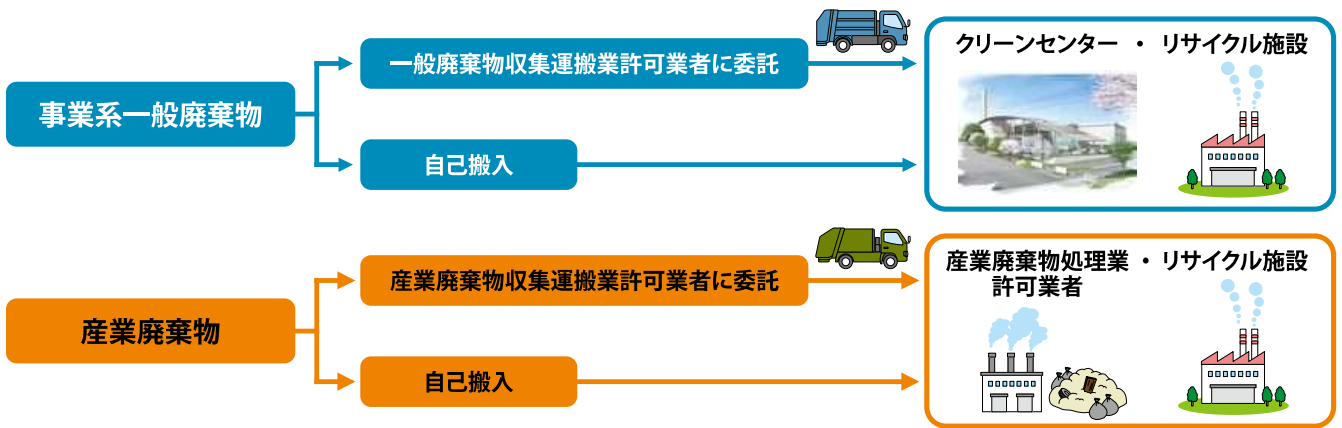 事業系一般廃棄物
一般廃棄物収集運搬業許可業者に委託
自己搬入
クリーンセンター ・ リサイクル施設
産業廃棄物
産業廃棄物収集運搬業許可業者に委託
自己搬入
産業廃棄物処理業 ・ リサイクル施設
許可業者